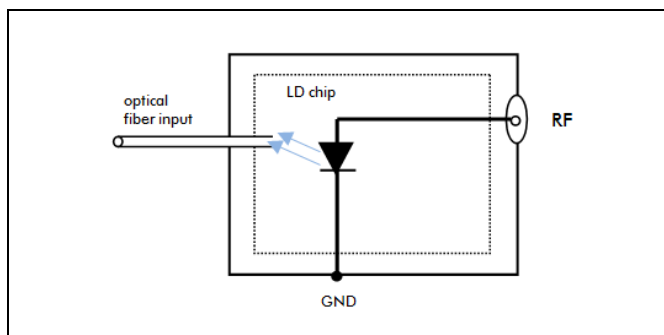 optical
fiber input
LD chip
RF
GND